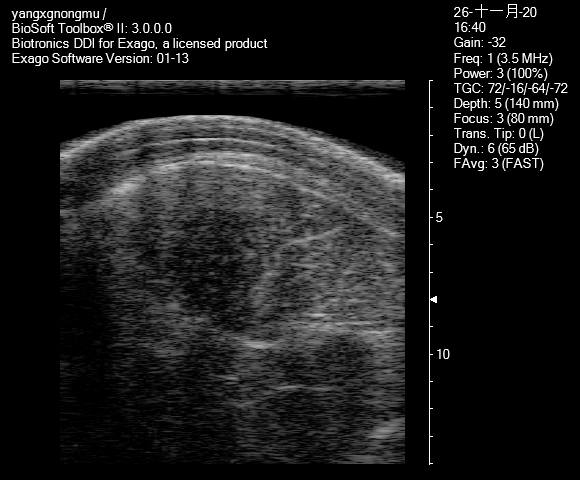 yangxgnongmu /
BioSoft Toolbox® II: 3.0.0.0
Biotronics DDI for Exago, a licensed product
Exago Software Version: 01-13
26-十一月-20
16:40
Gain: -32
Freq: 1 (3.5 MHz)
Power: 3 (100%)
TGC: 72/-16/-64/-72
Depth: 5 (140 mm)
Focus: 3 (80 mm)
Trans. Tip: 0 (L)
Dyn.: 6 (65 dB)
FAvg: 3 (FAST)
5
10